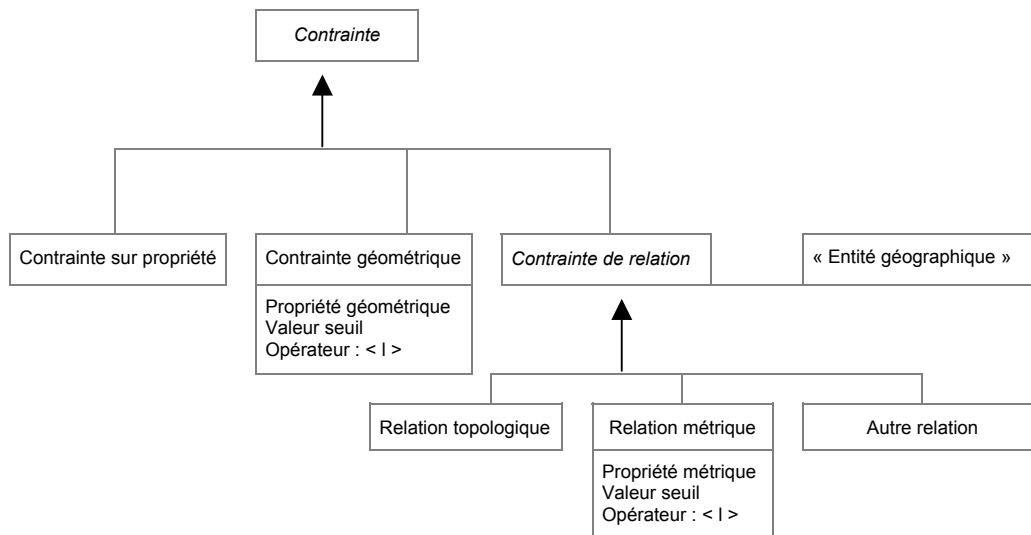 Contrainte
Contrainte sur propriété
Contrainte géométrique
Contrainte de relation
« Entité géographique »
Propriété géométrique
Valeur seuil
Opérateur : < I >
Relation topologique
Relation métrique
Autre relation
Propriété métrique
Valeur seuil
Opérateur : < I >